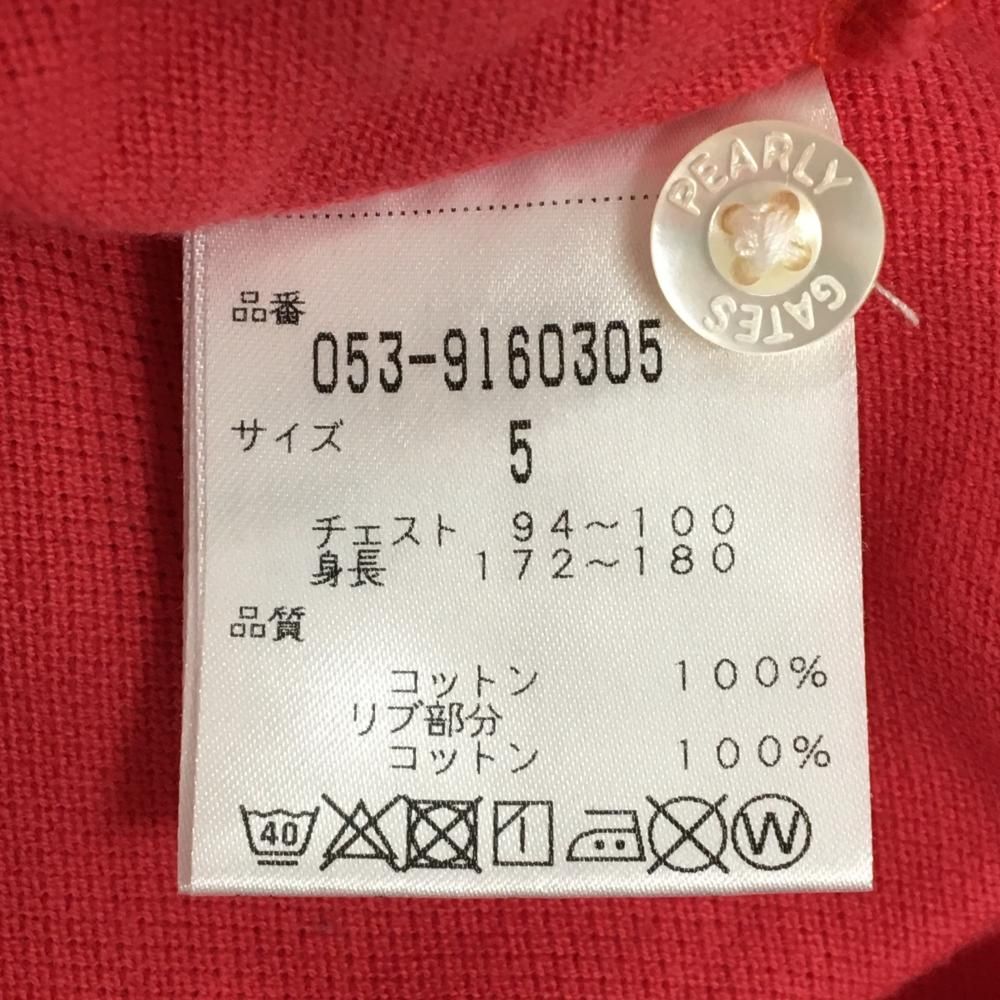 PEARLY
GATES
品番
053-9160305
サイズ 5
チェスト 94～100
身長 172～180
品質
コットン 100%
リブ部分
コットン 100%
40 W